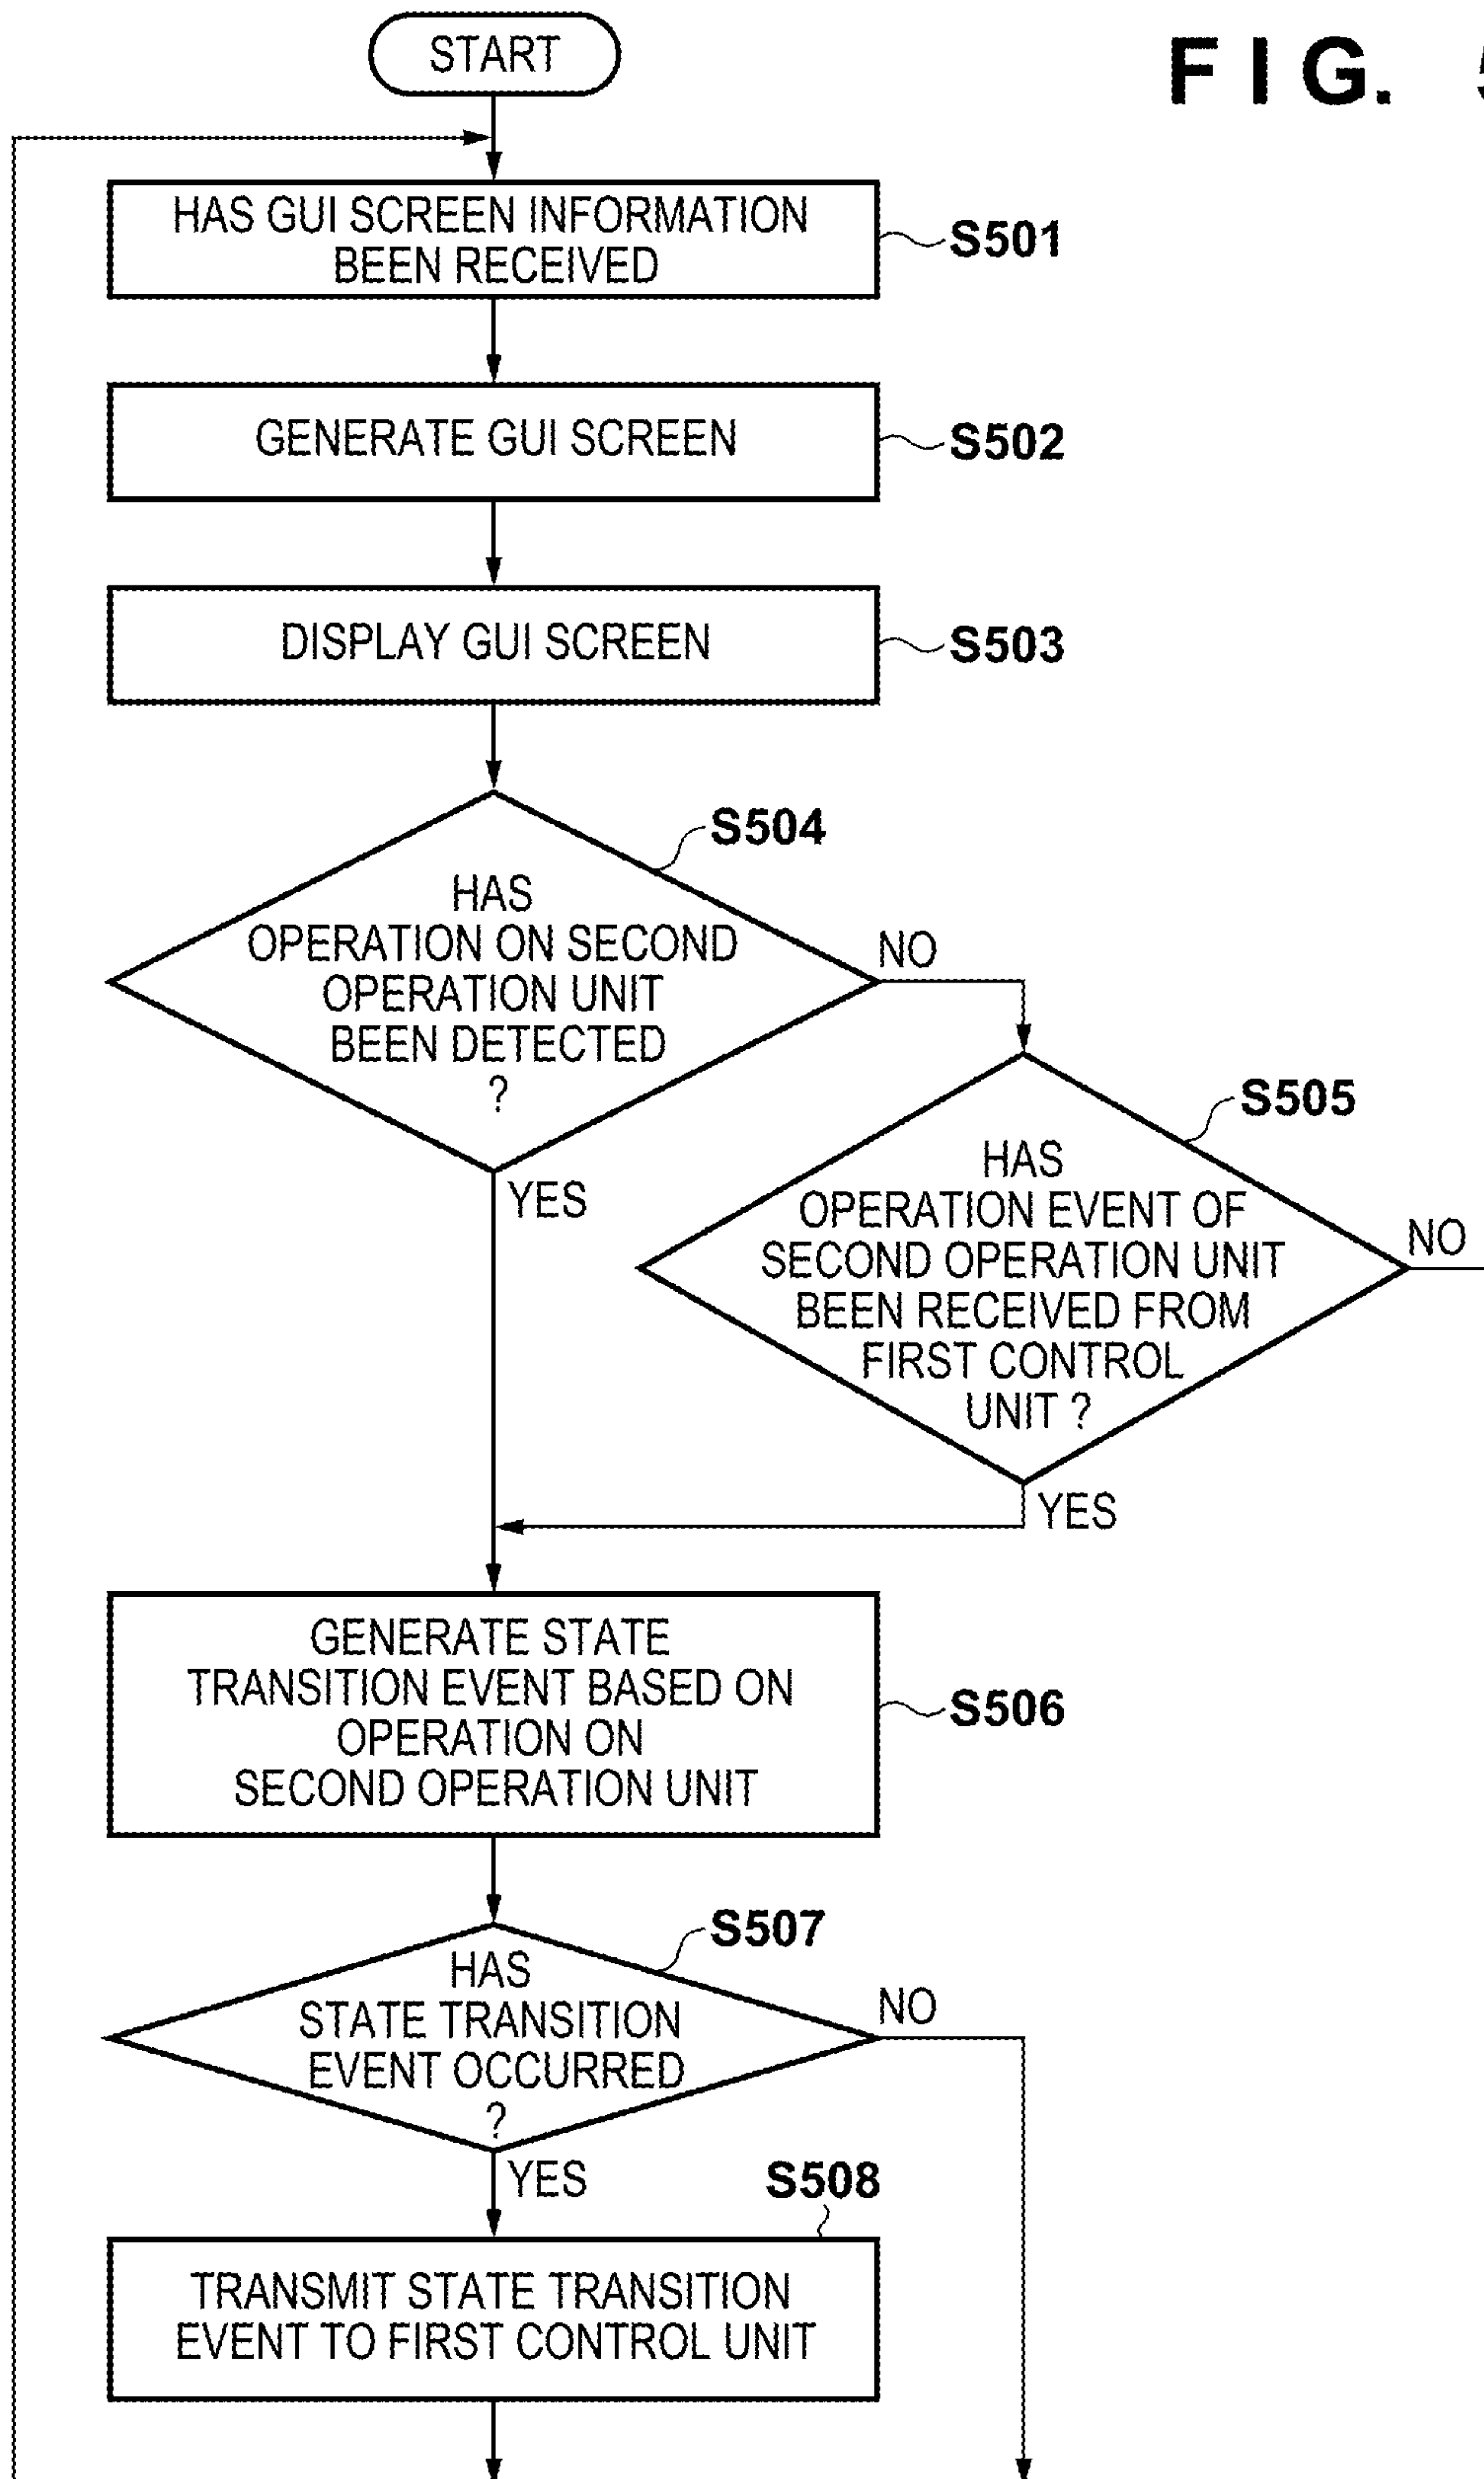 START
FIG. 5
HAS GUI SCREEN INFORMATION
BEEN RECEIVED
S501
GENERATE GUI SCREEN
S502
DISPLAY GUI SCREEN
S503
S504
HAS
OPERATION ON SECOND
OPERATION UNIT
BEEN DETECTED
?
NO
YES
S505
HAS
OPERATION EVENT OF
SECOND OPERATION UNIT
BEEN RECEIVED FROM
FIRST CONTROL
UNIT ?
NO
YES
GENERATE STATE
TRANSITION EVENT BASED ON
OPERATION ON
SECOND OPERATION UNIT
S506
S507
HAS
STATE TRANSITION
EVENT OCCURRED
?
NO
YES
S508
TRANSMIT STATE TRANSITION
EVENT TO FIRST CONTROL UNIT